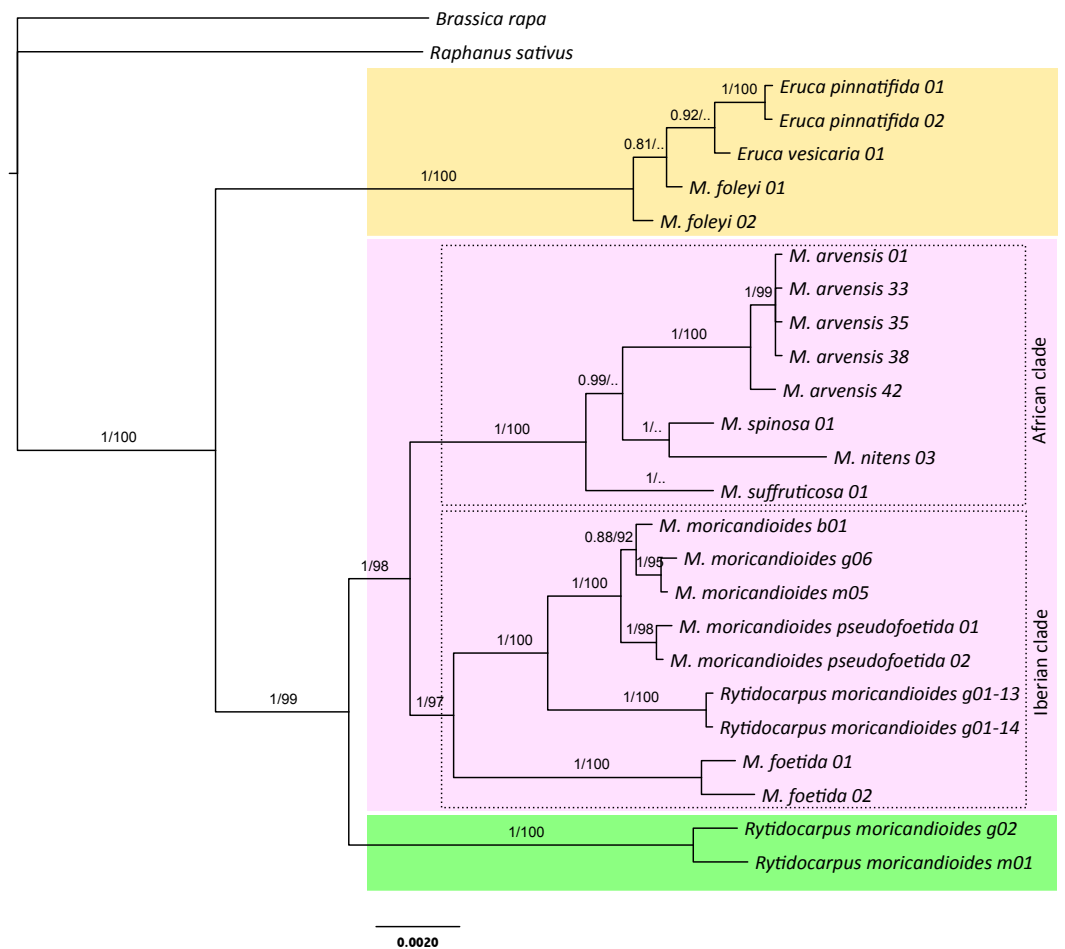 Brassica rapa
Raphanus sativus
1/100
Eruca pinnatifida 01
0.92/..
Eruca pinnatifida 02
0.81/..
Eruca vesicaria 01
1/100
M. foleyi 01
M. foleyi 02
M. arvensis 01
1/99
M. arvensis 33
M. arvensis 35
1/100
M. arvensis 38
0.99/..
M. arvensis 42
1/..
M. spinosa 01
1/100
M. nitens 03
1/..
M. suffruticosa 01
African clade
1/100
0.88/92
M. moricandioides b01
1/95
M. moricandioides g06
1/98
1/100
M. moricandioides m05
1/98
M. moricandioides pseudofoetida 01
1/100
M. moricandioides pseudofoetida 02
1/100
Rytidocarpus moricandioides g01-13
1/99
1/97
Rytidocarpus moricandioides g01-14
Iberian clade
1/100
M. foetida 01
M. foetida 02
1/100
Rytidocarpus moricandioides g02
Rytidocarpus moricandioides m01
0.0020